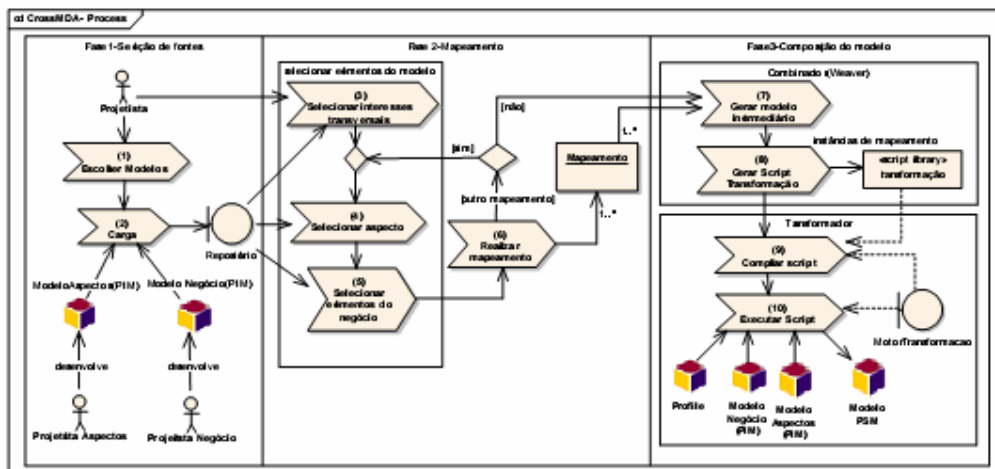 cd CrossMDA- Process
Fase 1-Seleção de fontes
Projetista
(1)
Escolher Modelos
(2)
Carga
Repositório
ModeloAspectos(PIM)
Modelo Negócio(PIM)
desenvolve
desenvolve
Projetista Aspectos
Projetista Negócio
Fase 2-Mapeamento
selecionar elementos do modelo
(3)
Selecionar interesses
transversais
(4)
Selecionar aspecto
(5)
Selecionar
elementos do
negócio
[sim]
[não]
[outro mapeamento]
(6)
Realizar
mapeamento
Mapeamento
1..*
1..*
Fase3-Composição do modelo
Combinador(Weaver)
(7)
Gerar modelo
intermediário
instâncias de mapeamento
(8)
Gerar Script
Transformação
«script library»
transformação
Transformador
(9)
Compilar script
(10)
Executar Script
MotorTransformacao
Profile
Modelo
Negócio
(PIM)
Modelo
Aspectos
(PIM)
Modelo
PSM